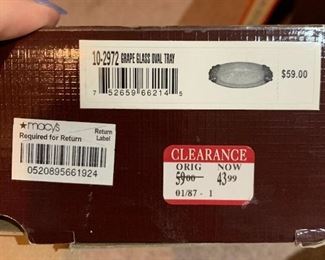 10-2972 GRAPE GLASS OVAL TRAY
7 52659 66214 5
$59.00
★macy's
Required for Return
Return
Label
0520895661924
CLEARANCE
ORIG NOW
59.00 43.99
01/87 - 1